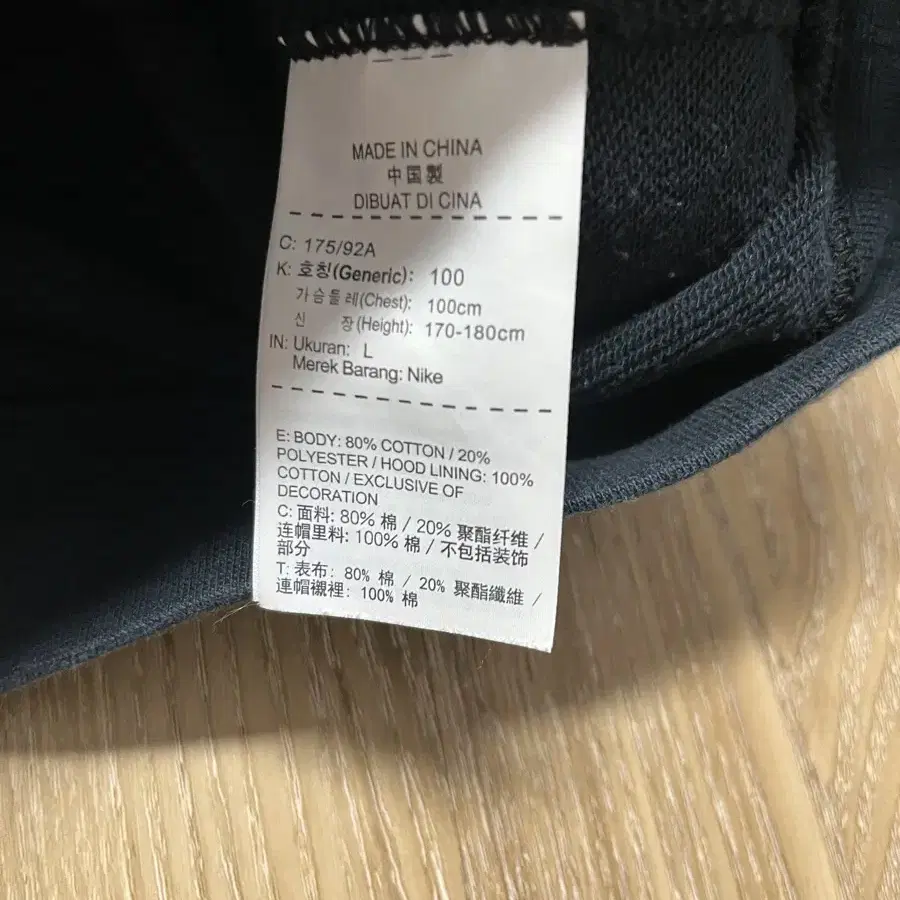 MADE IN CHINA
中国製
DIBUAT DI CINA
C: 175/92A
K: 호칭(Generic): 100
가슴둘레(Chest): 100cm
신 장(Height): 170-180cm
IN: Ukuran: L
Merek Barang: Nike
E: BODY: 80% COTTON / 20%
POLYESTER / HOOD LINING: 100%
COTTON / EXCLUSIVE OF
DECORATION
C: 面料: 80% 棉 / 20% 聚酯纤维 /
连帽里料: 100% 棉 / 不包括装饰
部分
T: 表布: 80% 棉 / 20% 聚酯纖維 /
連帽襯裡: 100% 棉